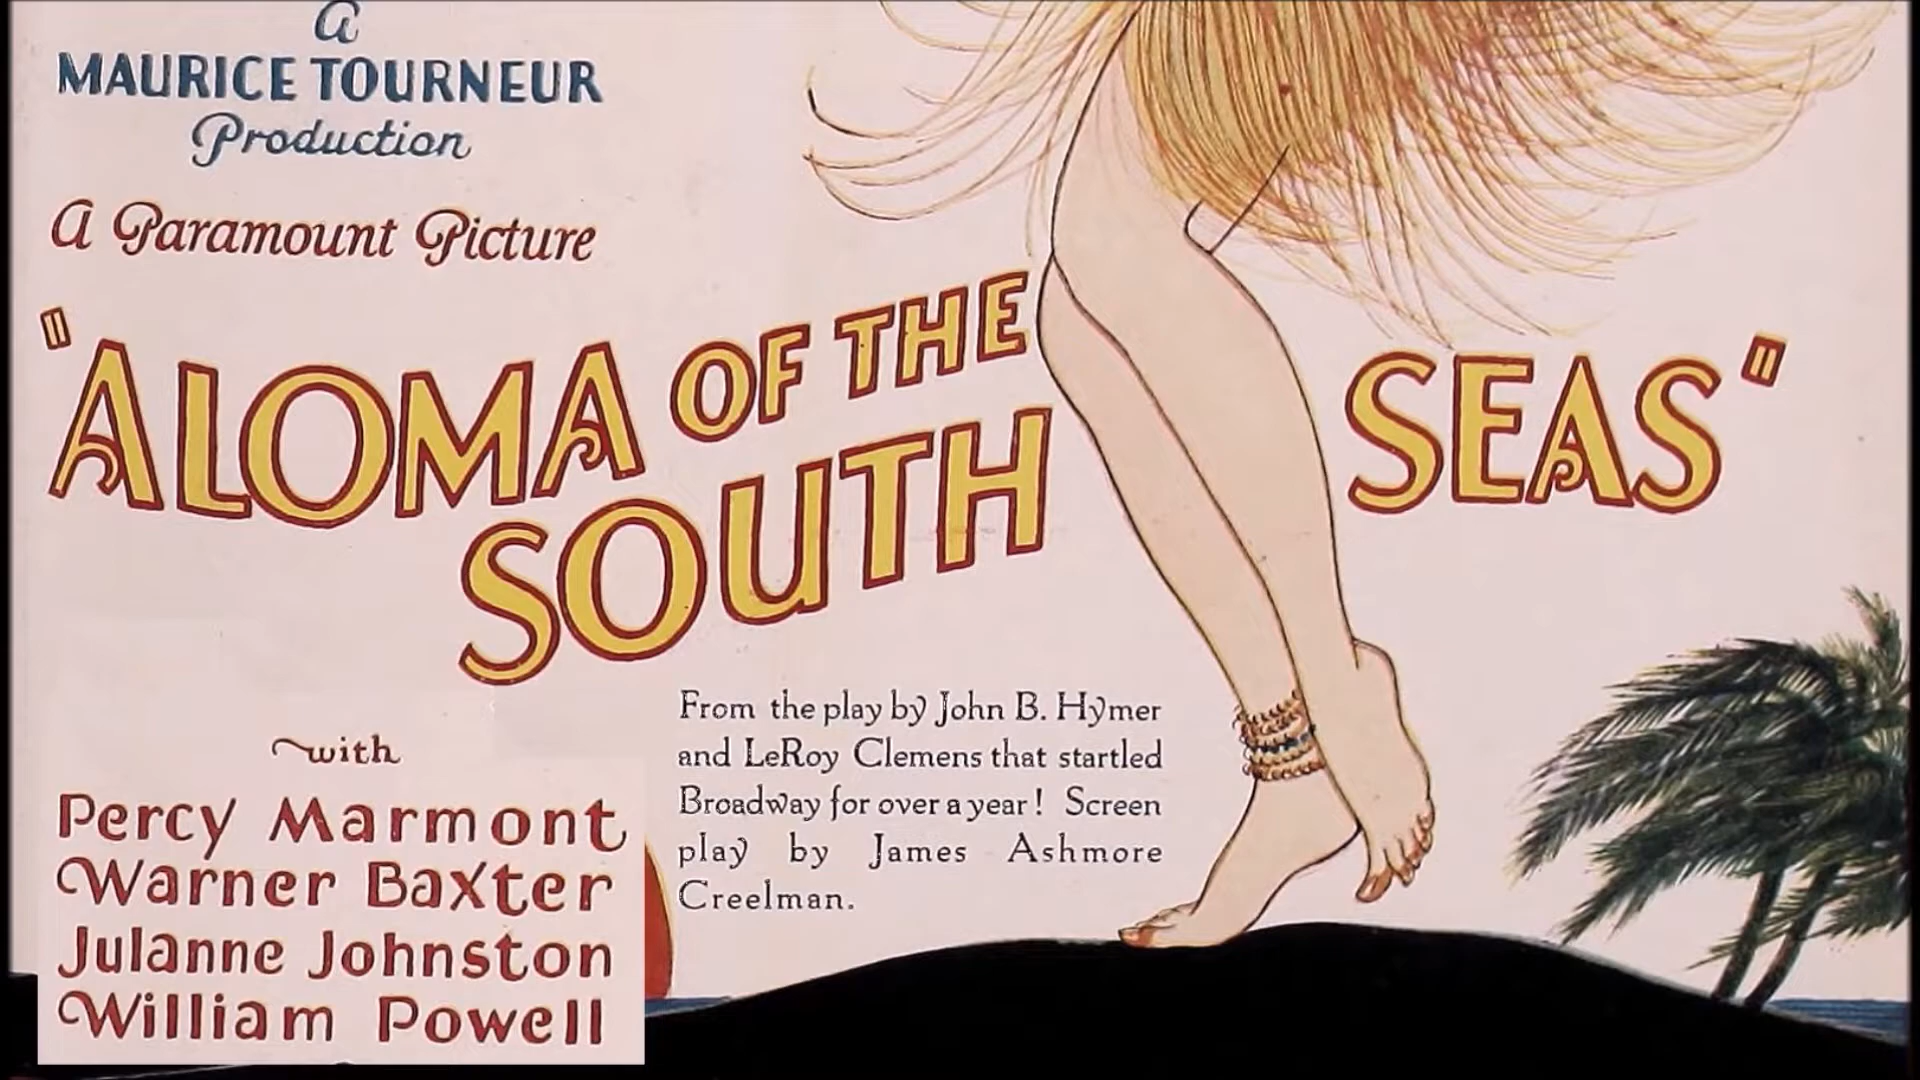 a
MAURICE TOURNEUR
Production
A Paramount Picture
"ALOMA OF THE
SOUTH SEAS"
From the play by John B. Hymer
and LeRoy Clemens that startled
Broadway for over a year! Screen
play by James Ashmore
Creelman.
with
Percy Marmont
Warner Baxter
Julanne Johnston
William Powell